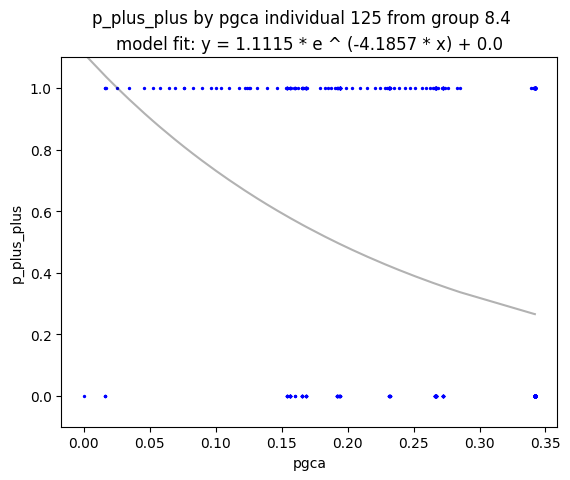 p_plus_plus by pgca individual 125 from group 8.4
model fit: y = 1.1115 * e ^ (-4.1857 * x) + 0.0
1.0
0.8
0.6
0.4
0.2
0.0
p_plus_plus
0.00 0.05 0.10 0.15 0.20 0.25 0.30 0.35
pgca